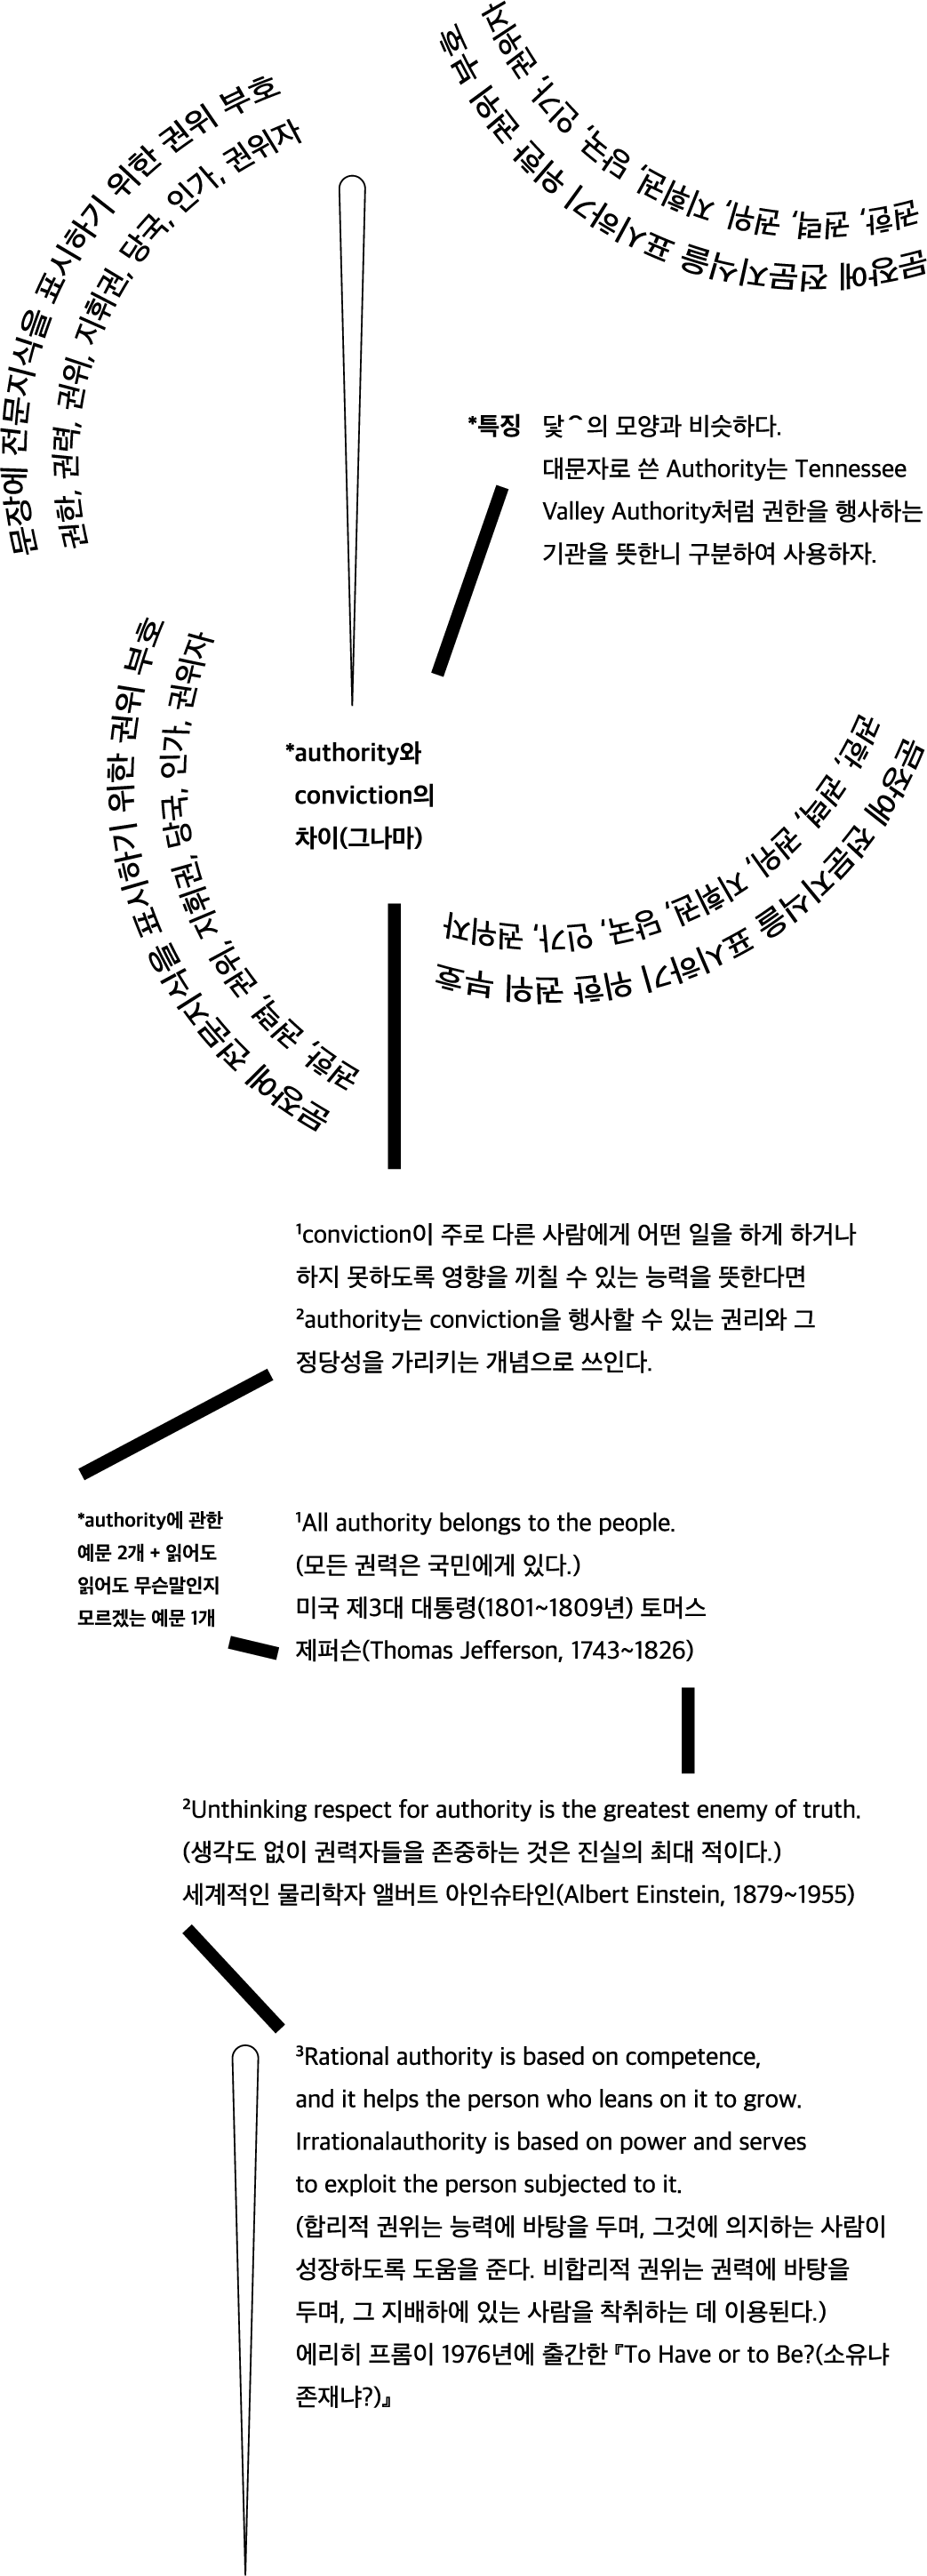 문장에 전문지식을 표시하기 위한 권위 부호
권한, 권력, 권위, 지휘권, 당국, 인가, 권위자
문장에 전문지식을 표시하기 위한 권위 부호
권한, 권력, 권위, 지휘권, 당국, 인가, 권위자
*특징
닻⌢의 모양과 비슷하다.
대문자로 쓴 Authority는 Tennessee
Valley Authority처럼 권한을 행사하는
기관을 뜻한니 구분하여 사용하자.
문장에 전문지식을 표시하기 위한 권위 부호
권한, 권력, 권위, 지휘권, 당국, 인가, 권위자
*authority와
conviction의
차이(그나마)
문장에 전문지식을 표시하기 위한 권위 부호
권한, 권력, 권위, 지휘권, 당국, 인가, 권위자
¹conviction이 주로 다른 사람에게 어떤 일을 하게 하거나
하지 못하도록 영향을 끼칠 수 있는 능력을 뜻한다면
²authority는 conviction을 행사할 수 있는 권리와 그
정당성을 가리키는 개념으로 쓰인다.
*authority에 관한
예문 2개 + 읽어도
읽어도 무슨말인지
모르겠는 예문 1개
¹All authority belongs to the people.
(모든 권력은 국민에게 있다.)
미국 제3대 대통령(1801~1809년) 토머스
제퍼슨(Thomas Jefferson, 1743~1826)
²Unthinking respect for authority is the greatest enemy of truth.
(생각도 없이 권력자들을 존중하는 것은 진실의 최대 적이다.)
세계적인 물리학자 앨버트 아인슈타인(Albert Einstein, 1879~1955)
³Rational authority is based on competence,
and it helps the person who leans on it to grow.
Irrationalauthority is based on power and serves
to exploit the person subjected to it.
(합리적 권위는 능력에 바탕을 두며, 그것에 의지하는 사람이
성장하도록 도움을 준다. 비합리적 권위는 권력에 바탕을
두며, 그 지배하에 있는 사람을 착취하는 데 이용된다.)
에리히 프롬이 1976년에 출간한 『To Have or to Be?(소유냐
존재냐?)』